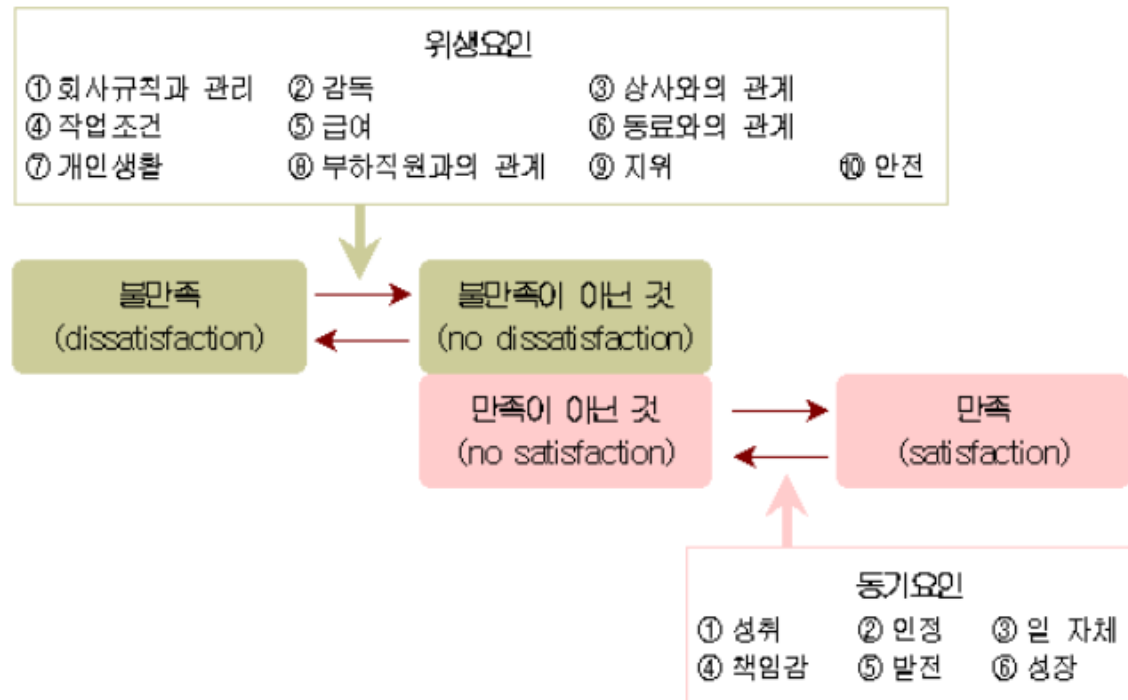 위생요인
① 회사규칙과 관리 ② 감독 ③ 상사와의 관계
④ 작업조건 ⑤ 급여 ⑥ 동료와의 관계
⑦ 개인생활 ⑧ 부하직원과의 관계 ⑨ 지위 ⑩ 안전
불만족
(dissatisfaction)
불만족이 아닌 것
(no dissatisfaction)
만족이 아닌 것
(no satisfaction)
만족
(satisfaction)
동기요인
① 성취 ② 인정 ③ 일 자체
④ 책임감 ⑤ 발전 ⑥ 성장